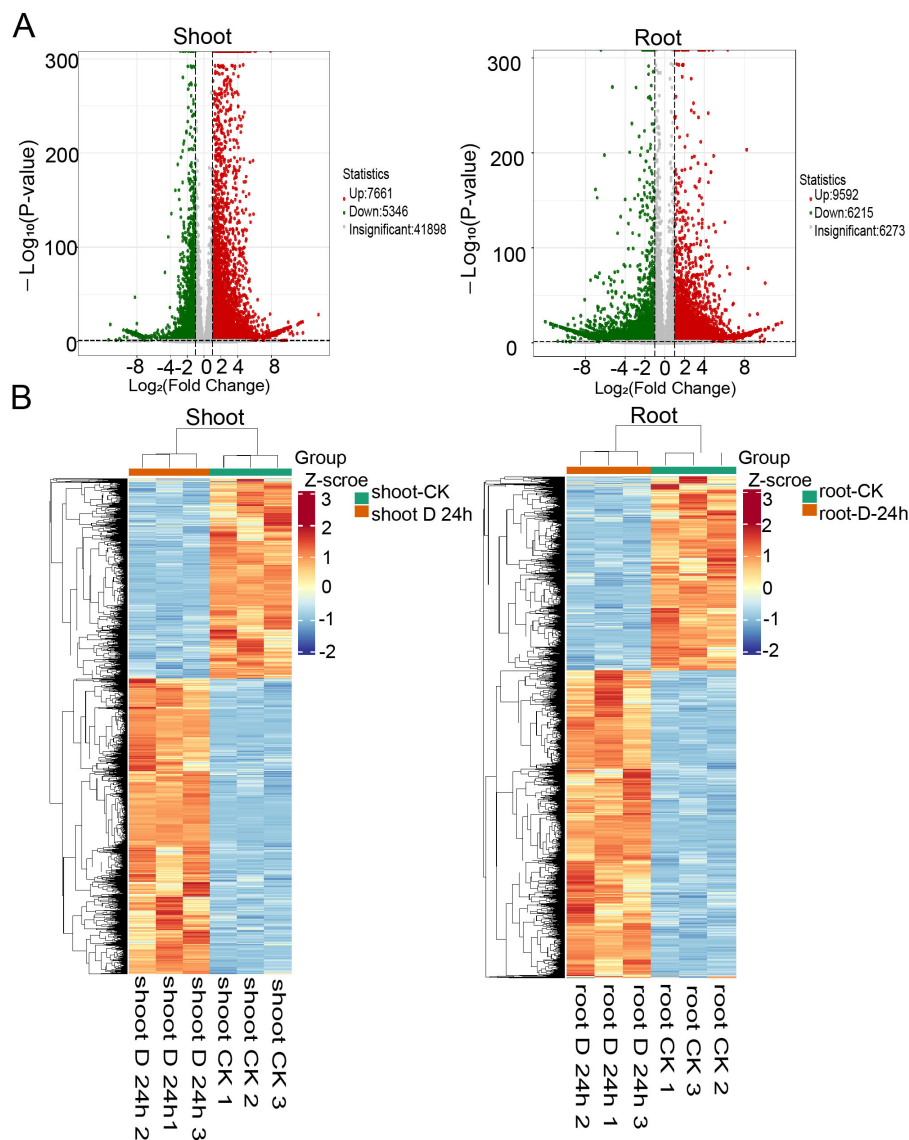 A
Shoot
300
200
100
0
− Log₁₀(P-value)
-8 -4 -2 0 2 4 8
Log₂(Fold Change)
Statistics
Up:7661
Down:5346
Insignificant:41898
Root
300
200
100
0
− Log₁₀(P-value)
-8 -4 -2 0 2 4 8
Log₂(Fold Change)
Statistics
Up:9592
Down:6215
Insignificant:6273
B
Shoot
Group
Z-scroe
3
2
1
0
-1
-2
shoot-CK
shoot D 24h
shoot D 24h 2
shoot D 24h1
shoot D 24h 3
shoot CK 1
shoot CK 2
shoot CK 3
Root
Group
Z-scroe
3
2
1
0
-1
-2
root-CK
root-D-24h
root D 24h 2
root D 24h 1
root D 24h 3
root CK 1
root CK 3
root CK 2